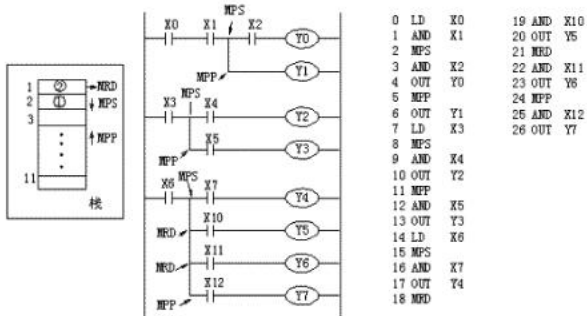 1 ② MRD
2 ① MPS
3
MPP
11
栈
MPS
X0 X1 X2 Y0
MPP Y1
MPS
X3 X4 Y2
X5
MPP Y3
MPS
X6 X7 Y4
X10
MRD Y5
X11
MRD Y6
X12
MPP Y7
0 LD X0
1 AND X1
2 MPS
3 AND X2
4 OUT Y0
5 MPP
6 OUT Y1
7 LD X3
8 MPS
9 AND X4
10 OUT Y2
11 MPP
12 AND X5
13 OUT Y3
14 LD X6
15 MPS
16 AND X7
17 OUT Y4
18 MRD
19 AND X10
20 OUT Y5
21 MRD
22 AND X11
23 OUT Y6
24 MPP
25 AND X12
26 OUT Y7